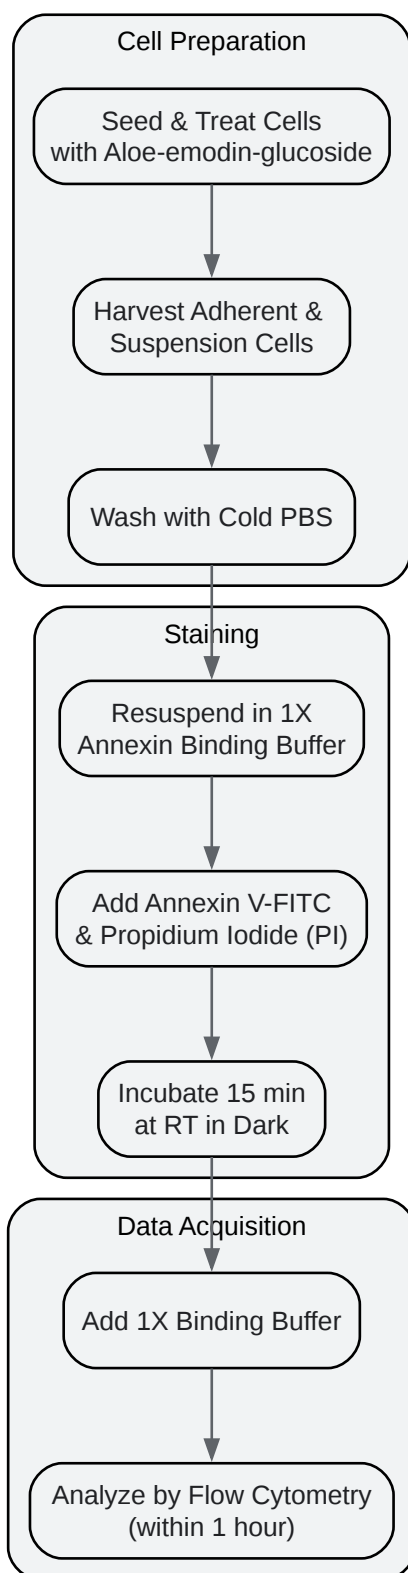 Cell Preparation
Seed & Treat Cells
with Aloe-emodin-glucoside
Harvest Adherent &
Suspension Cells
Wash with Cold PBS
Staining
Resuspend in 1X
Annexin Binding Buffer
Add Annexin V-FITC
& Propidium Iodide (PI)
Incubate 15 min
at RT in Dark
Data Acquisition
Add 1X Binding Buffer
Analyze by Flow Cytometry
(within 1 hour)